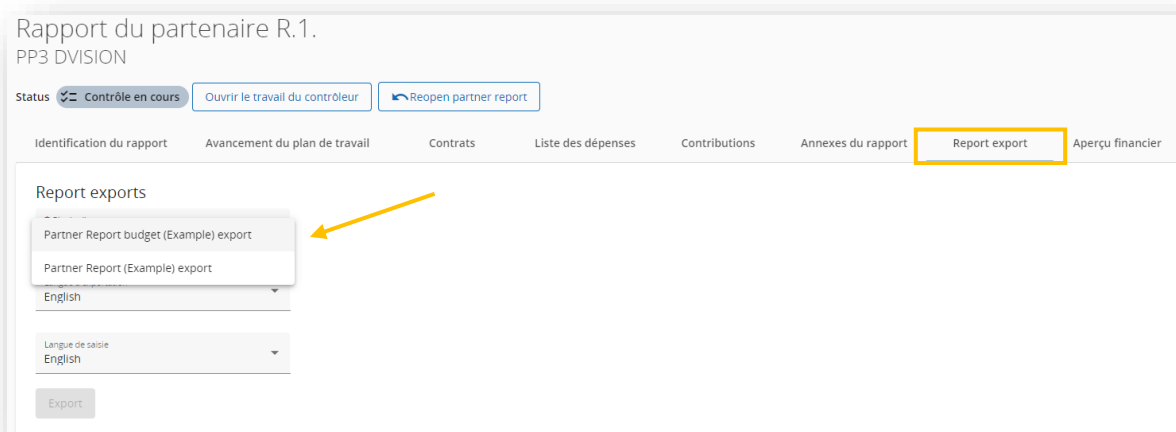 Rapport du partenaire R.1.
PP3 DVISION
Status Contrôle en cours Ouvrir le travail du contrôleur Reopen partner report
Identification du rapport Avancement du plan de travail Contrats Liste des dépenses Contributions Annexes du rapport Report export Aperçu financier
Report exports
Partner Report budget (Example) export
Partner Report (Example) export
English
Langue de saisie
English
Export